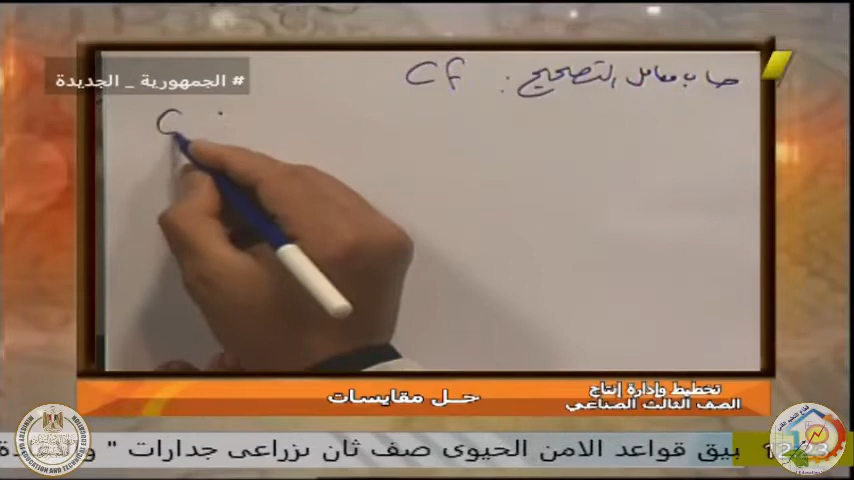 # الجمهورية _ الجديدة
حساب معامل التصحيح : CF
C
تخطيط وإدارة إنتاج
الصف الثالث الصناعي
حل مقايسات
بيق قواعد الامن الحيوى صف ثان زراعى جدارات "